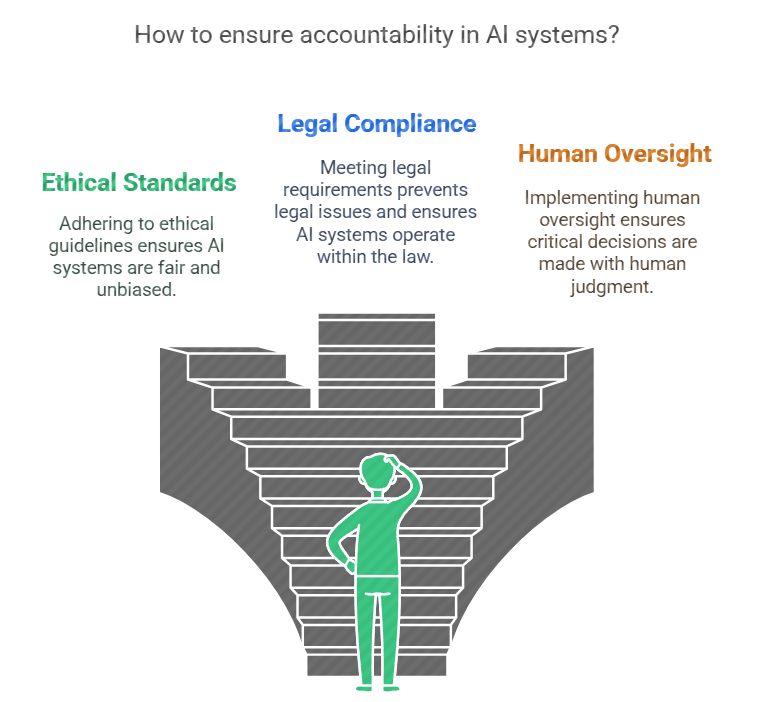 How to ensure accountability in AI systems?
Legal Compliance
Meeting legal
requirements prevents
legal issues and ensures
AI systems operate
within the law.
Human Oversight
Implementing human
oversight ensures
critical decisions are
made with human
judgment.
Ethical Standards
Adhering to ethical
guidelines ensures AI
systems are fair and
unbiased.